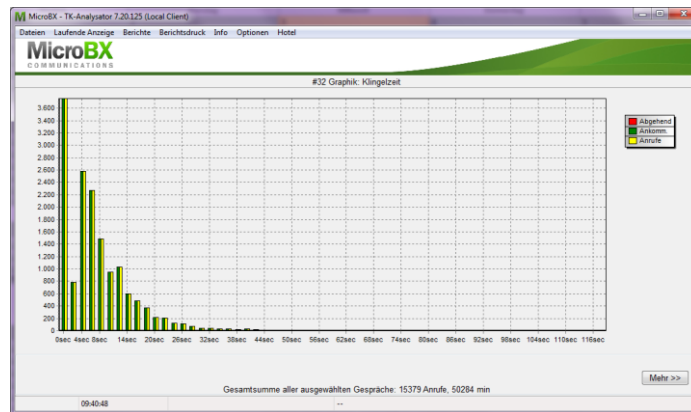 MicroBX - TK-Analysator 7.20.125 (Local Client)
Dateien Laufende Anzeige Berichte Berichtsdruck Info Optionen Hotel
MicroBX
COMMUNICATIONS
#32 Graphik: Klingelzeit
3.600
3.400
3.200
3.000
2.800
2.600
2.400
2.200
2.000
1.800
1.600
1.400
1.200
1.000
800
600
400
200
0
Abgehend
Ankomm.
Anrufe
0sec 4sec 8sec 14sec 20sec 26sec 32sec 38sec 44sec 50sec 56sec 62sec 68sec 74sec 80sec 86sec 92sec 98sec 104sec 110sec 116sec
Mehr >>
Gesamtsumme aller ausgewählten Gespräche: 15379 Anrufe, 50284 min
09:40:48 --